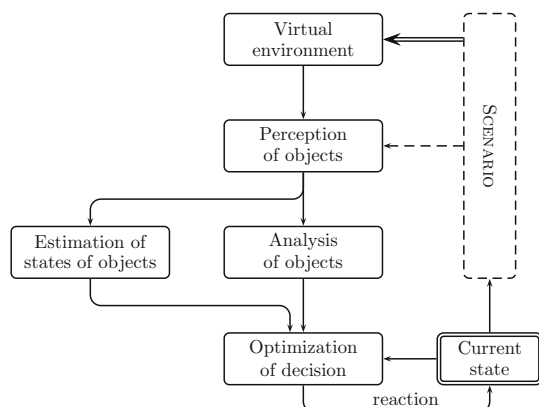 Virtual
environment
SCENARIO
Perception
of objects
Estimation of
states of objects
Analysis
of objects
Optimization
of decision
Current
state
reaction